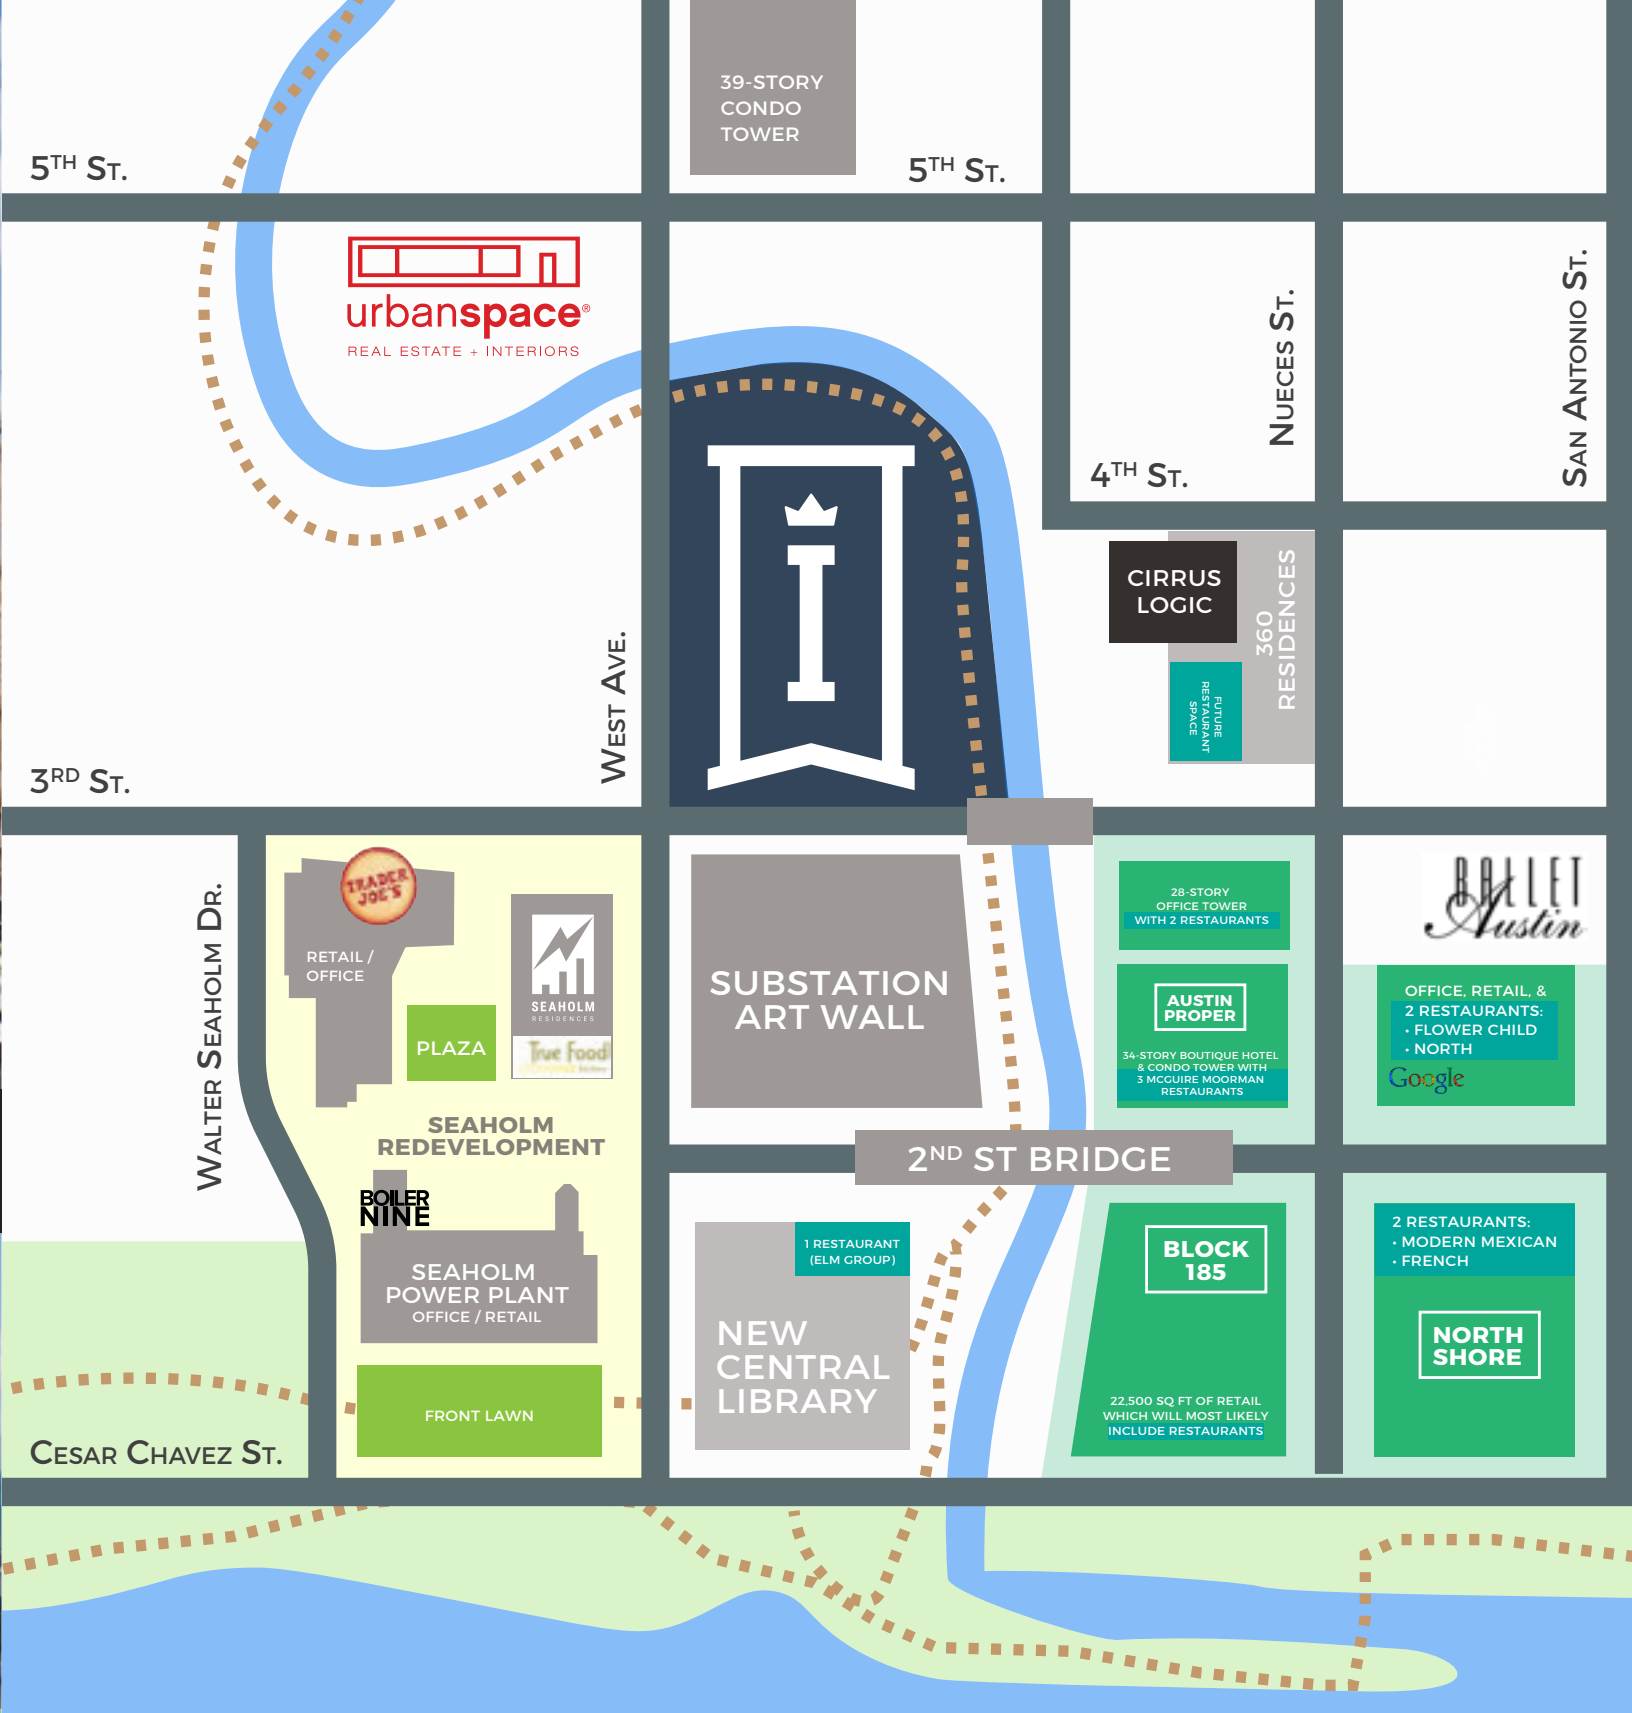 39-STORY
CONDO
TOWER
5TH ST.
5TH ST.
urbanspace®
REAL ESTATE + INTERIORS
NUECES ST.
SAN ANTONIO ST.
4TH ST.
I
CIRRUS
LOGIC
360
RESIDENCES
FUTURE
RESTAURANT
SPACE
WEST AVE.
3RD ST.
WALTER SEAHOLM DR.
TRADER
JOE'S
RETAIL /
OFFICE
SEAHOLM
RESIDENCES
True Food
PLAZA
SEAHOLM
REDEVELOPMENT
BOILER
NINE
SEAHOLM
POWER PLANT
OFFICE / RETAIL
FRONT LAWN
CESAR CHAVEZ ST.
SUBSTATION
ART WALL
2ND ST BRIDGE
1 RESTAURANT
(ELM GROUP)
NEW
CENTRAL
LIBRARY
28-STORY
OFFICE TOWER
WITH 2 RESTAURANTS
AUSTIN
PROPER
34-STORY BOUTIQUE HOTEL
& CONDO TOWER WITH
3 MCGUIRE MOORMAN
RESTAURANTS
BALLET
Austin
OFFICE, RETAIL, &
2 RESTAURANTS:
• FLOWER CHILD
• NORTH
Google
BLOCK
185
22,500 SQ FT OF RETAIL
WHICH WILL MOST LIKELY
INCLUDE RESTAURANTS
2 RESTAURANTS:
• MODERN MEXICAN
• FRENCH
NORTH
SHORE